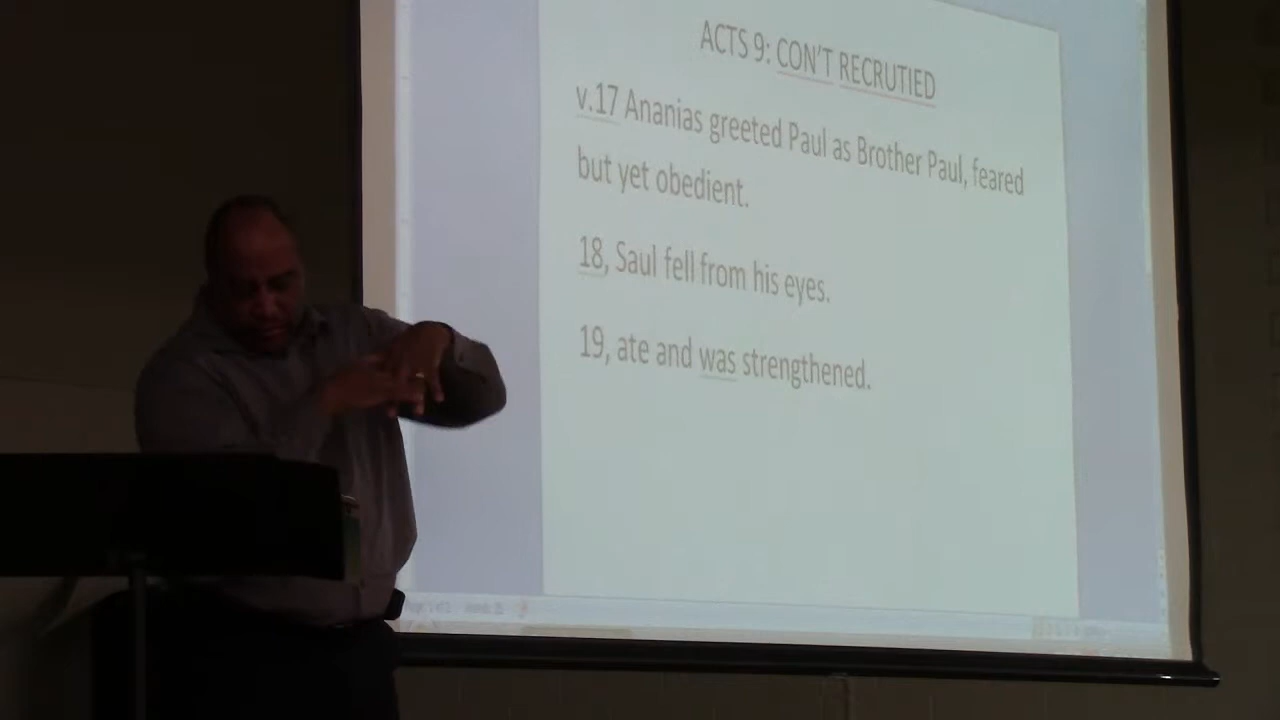 ACTS 9: CON'T RECRUTIED
v.17 Ananias greeted Paul as Brother Paul, feared
but yet obedient.
18, Saul fell from his eyes.
19, ate and was strengthened.